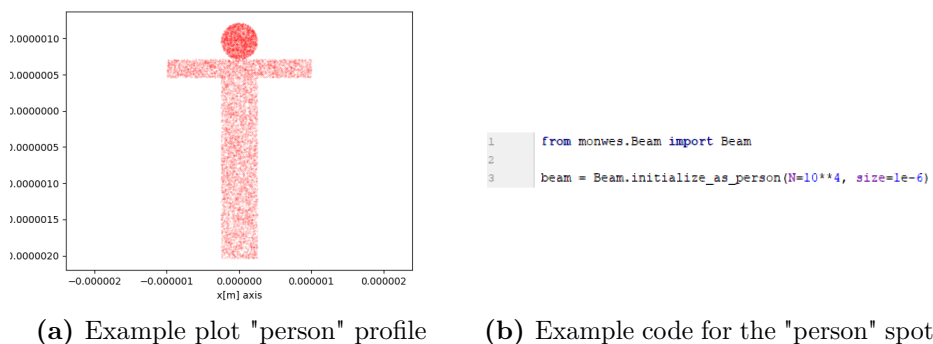 0.0000010
0.0000005
0.0000000
0.0000005
0.0000010
0.0000015
0.0000020
−0.000002 −0.000001 0.000000 0.000001 0.000002
x[m] axis
(a) Example plot "person" profile
1 from monwes.Beam import Beam
2
3 beam = Beam.initialize_as_person(N=10**4, size=1e-6)
(b) Example code for the "person" spot